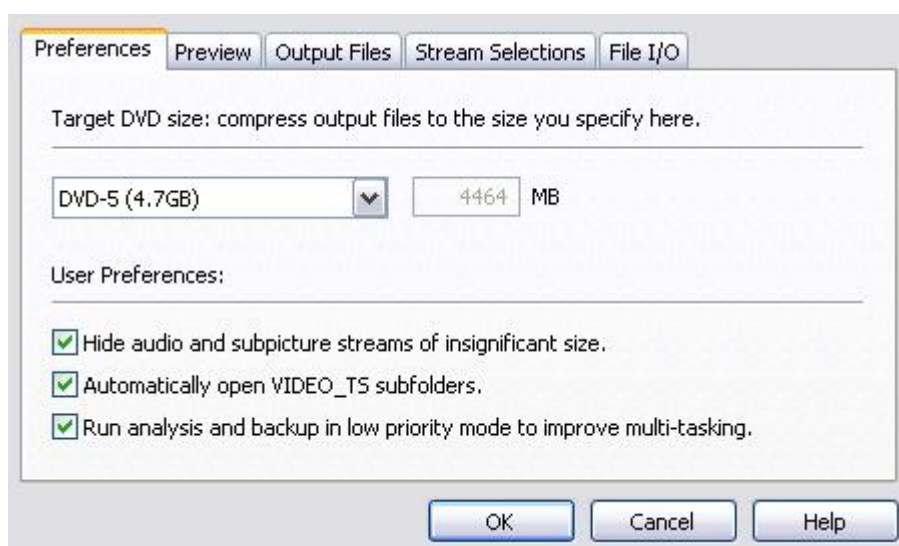 Preferences Preview Output Files Stream Selections File I/O
Target DVD size: compress output files to the size you specify here.
DVD-5 (4.7GB) 4464 MB
User Preferences:
Hide audio and subpicture streams of insignificant size.
Automatically open VIDEO_TS subfolders.
Run analysis and backup in low priority mode to improve multi-tasking.
OK Cancel Help